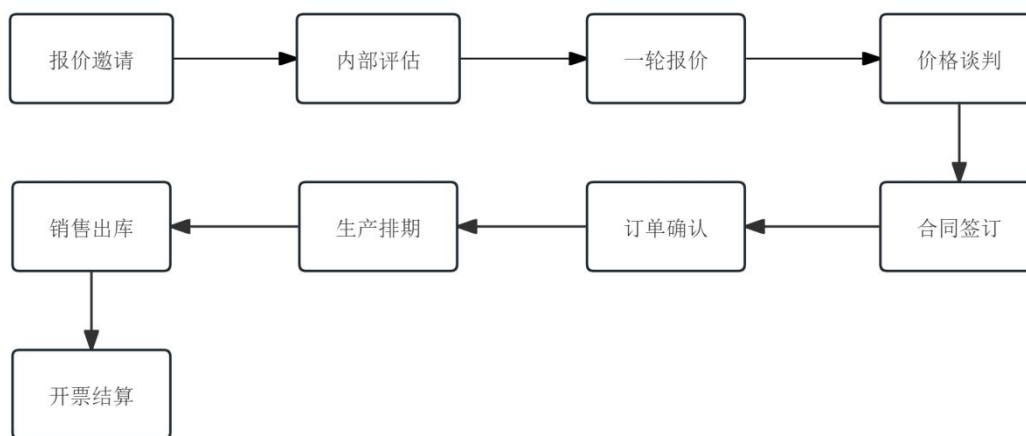 报价邀请
内部评估
一轮报价
价格谈判
合同签订
订单确认
生产排期
销售出库
开票结算